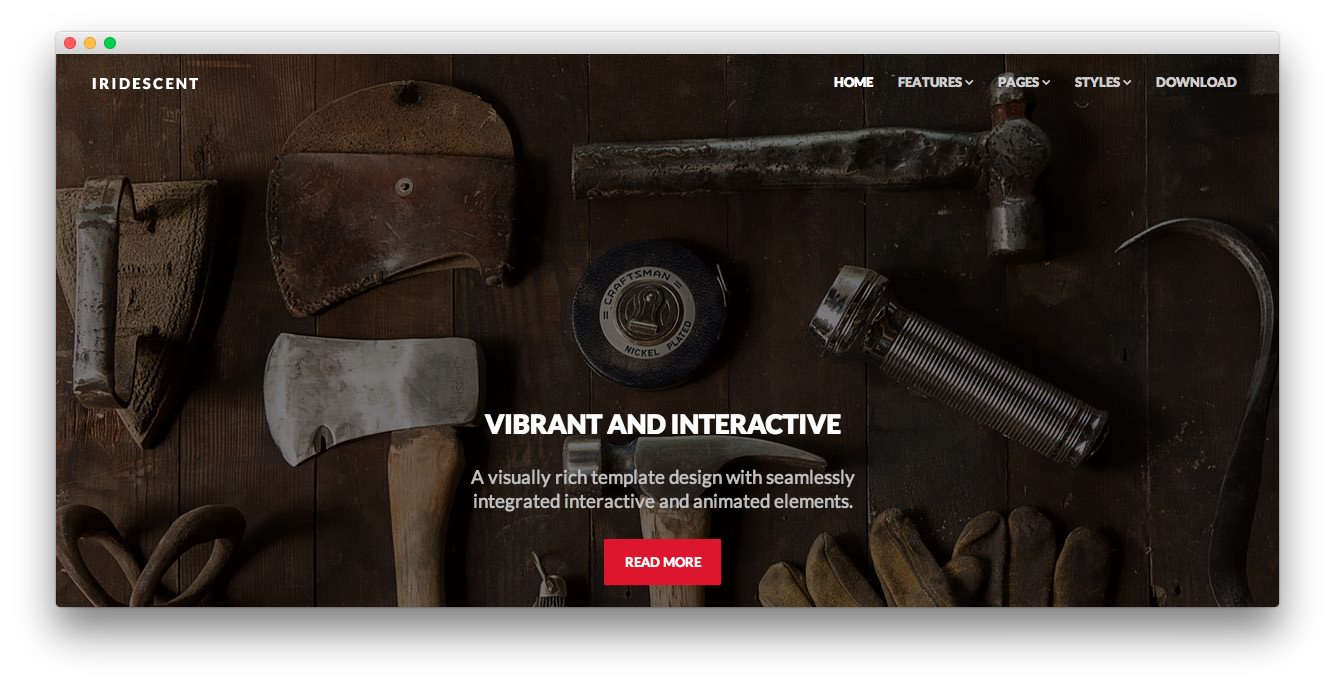 IRIDESCENT
HOME FEATURES PAGES STYLES DOWNLOAD
CRAFTSMAN
NICKEL PLATED
VIBRANT AND INTERACTIVE
A visually rich template design with seamlessly
integrated interactive and animated elements.
READ MORE